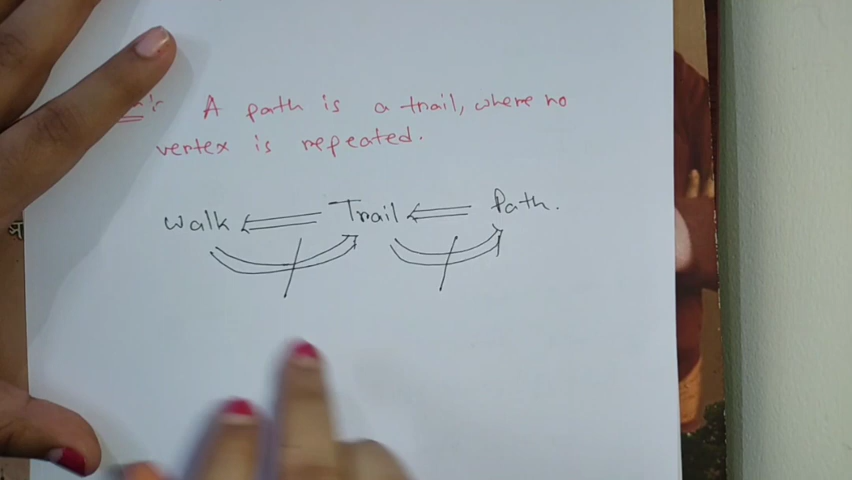 A path is a trail, where no
vertex is repeated.
Walk ⇐ Trail ⇐ Path.